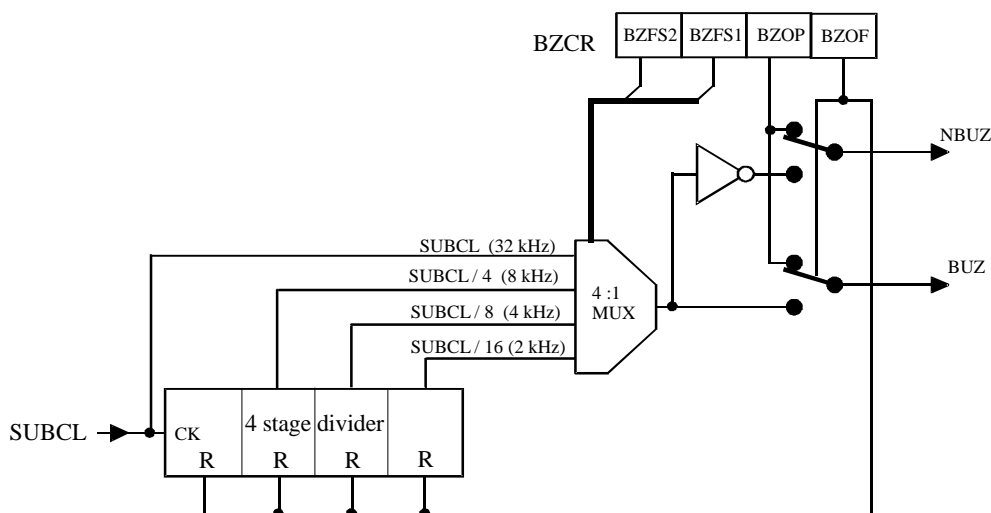 BZCR BZFS2 BZFS1 BZOP BZOF
NBUZ
SUBCL (32 kHz)
SUBCL / 4 (8 kHz)
SUBCL / 8 (4 kHz)
SUBCL / 16 (2 kHz)
4 :1
MUX
BUZ
SUBCL
CK
4 stage divider
R R R R